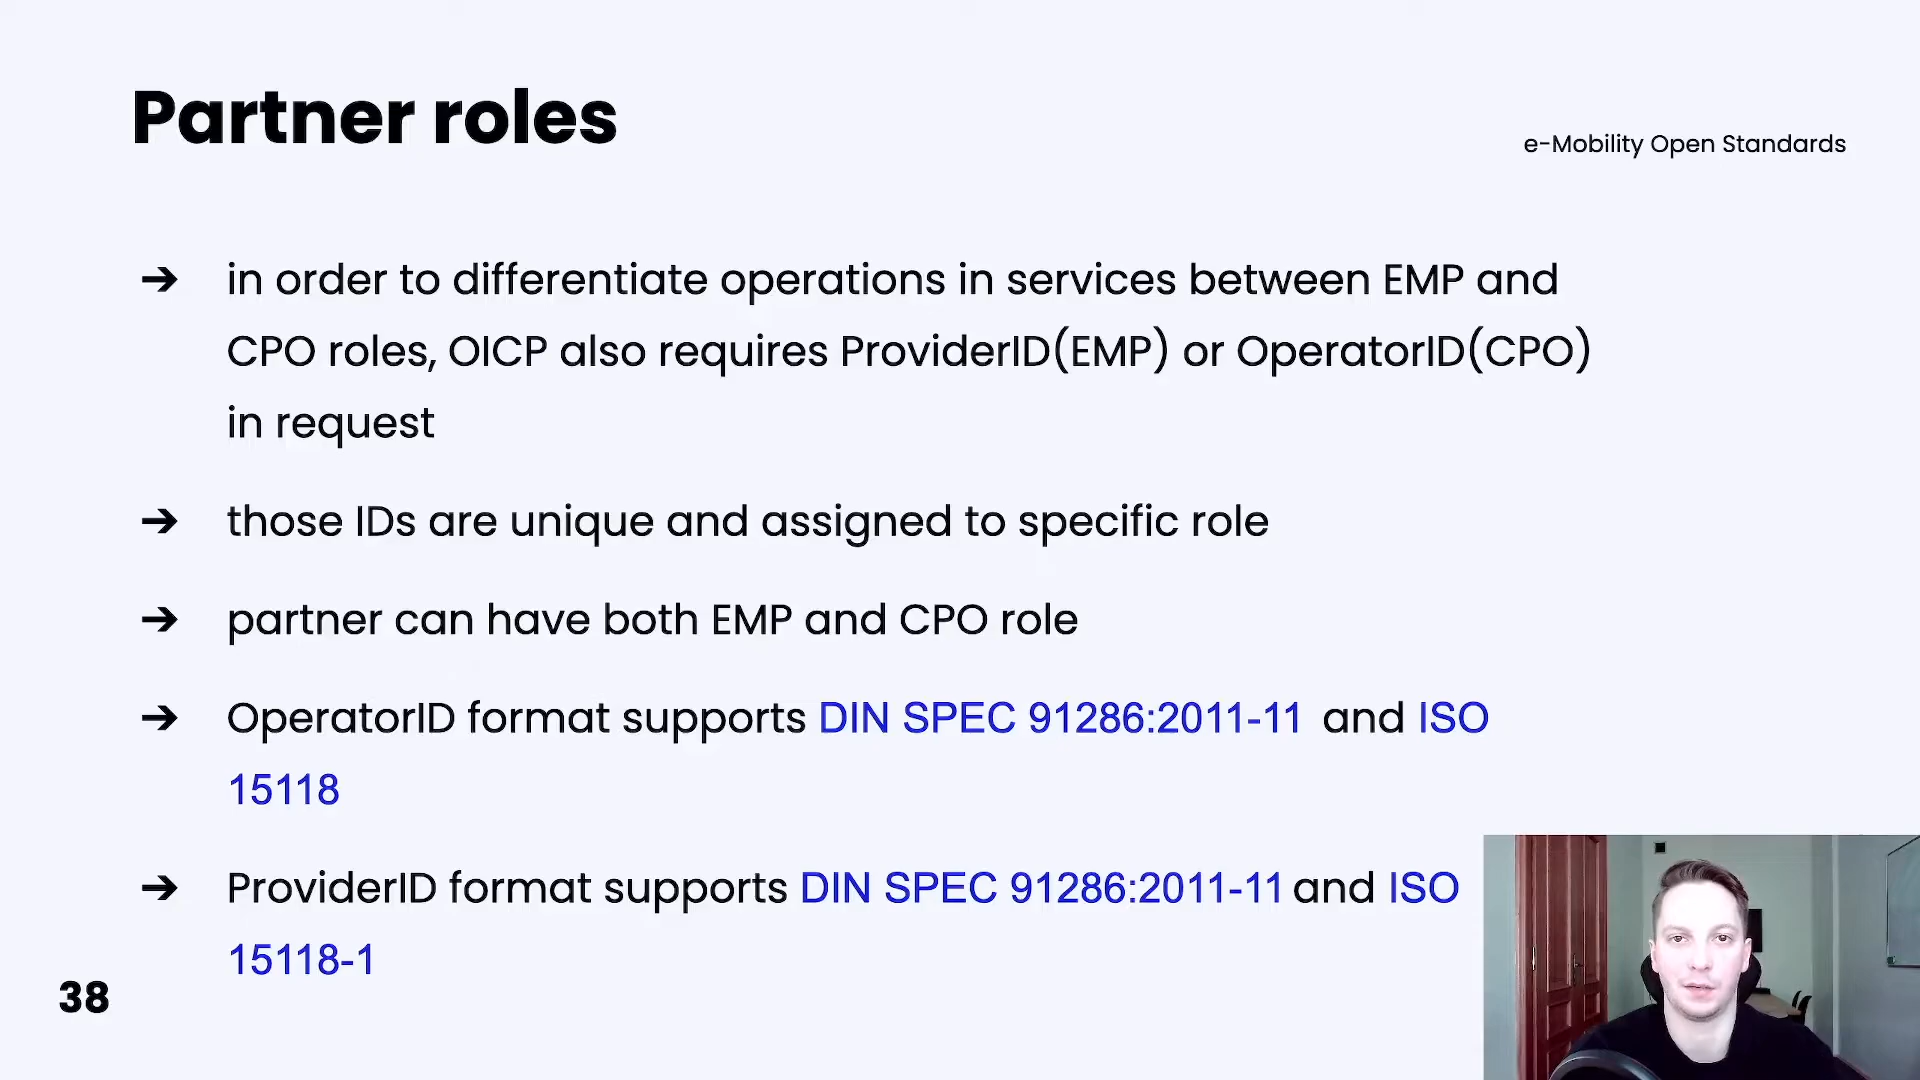 Partner roles
e-Mobility Open Standards
➔ in order to differentiate operations in services between EMP and
CPO roles, OICP also requires ProviderID(EMP) or OperatorID(CPO)
in request
➔ those IDs are unique and assigned to specific role
➔ partner can have both EMP and CPO role
➔ OperatorID format supports DIN SPEC 91286:2011-11 and ISO
15118
➔ ProviderID format supports DIN SPEC 91286:2011-11 and ISO
15118-1
38